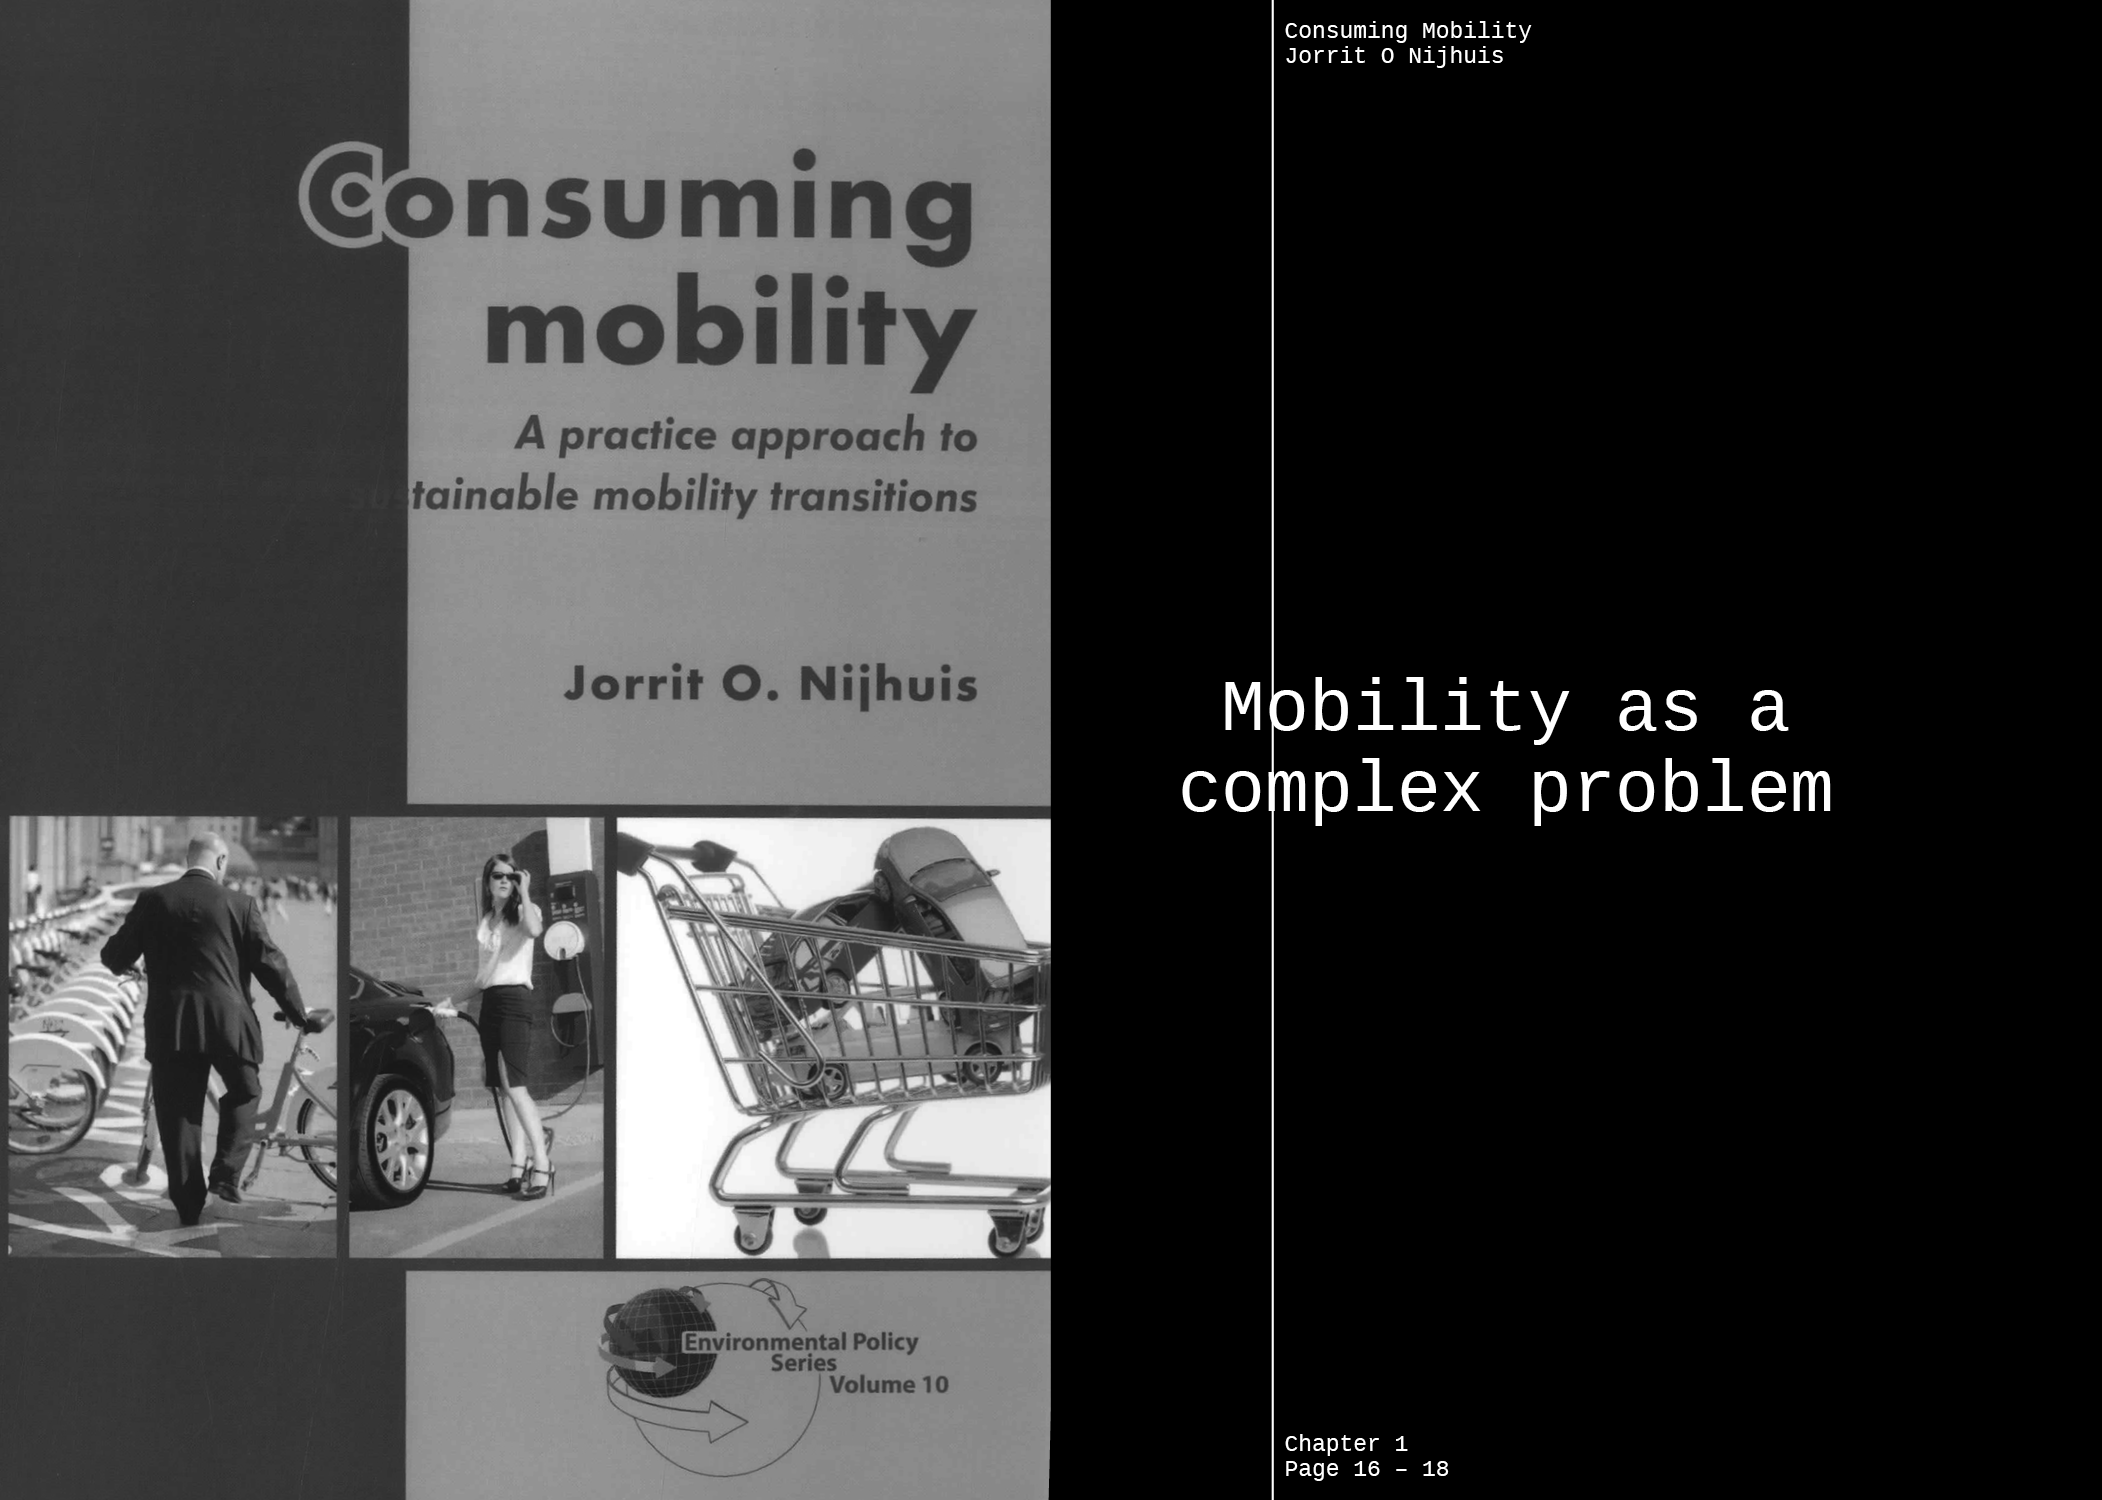 Consuming
mobility
A practice approach to
sustainable mobility transitions
Jorrit O. Nijhuis
Environmental Policy
Series
Volume 10
Consuming Mobility
Jorrit O Nijhuis
Mobility as a
complex problem
Chapter 1
Page 16 – 18